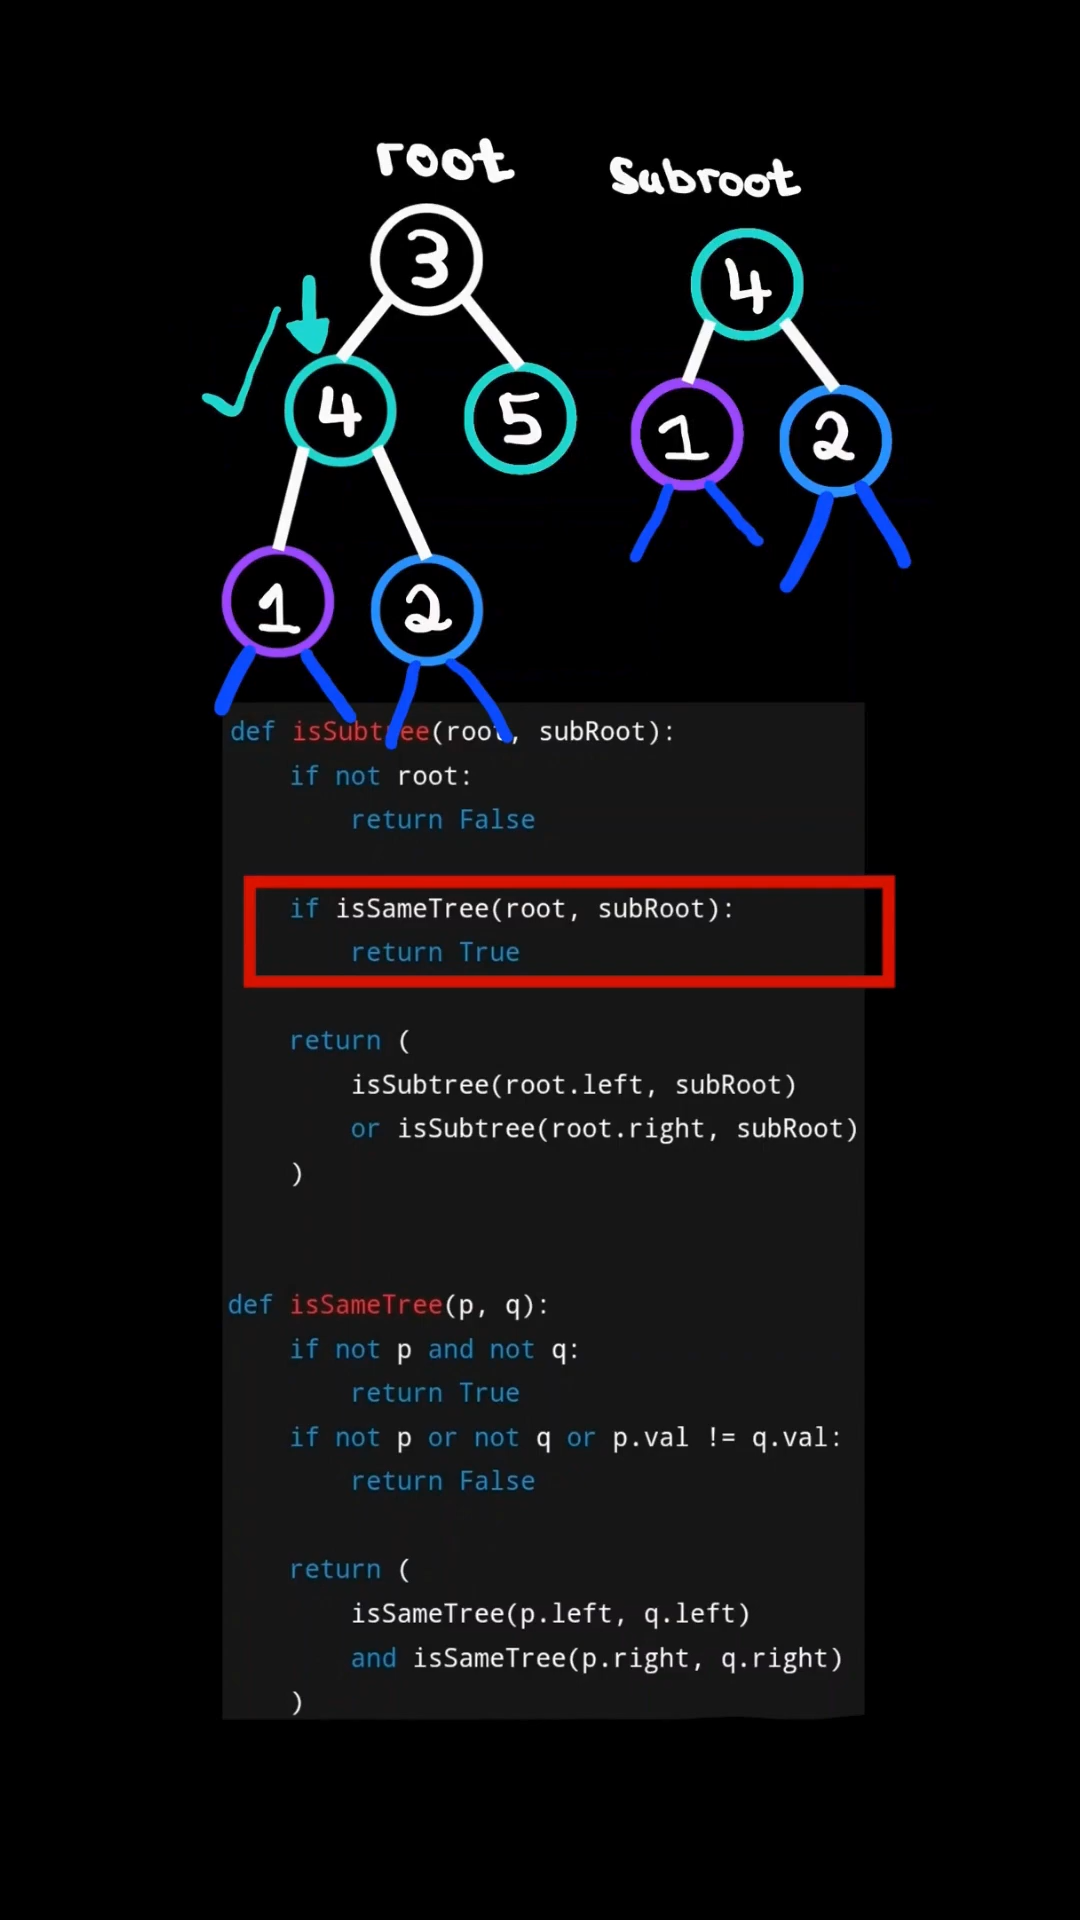 root
Subroot
3
4
4
5
1
2
1
2
def isSubtree(root, subRoot):
    if not root:
        return False

    if isSameTree(root, subRoot):
        return True

    return (
        isSubtree(root.left, subRoot)
        or isSubtree(root.right, subRoot)
    )

def isSameTree(p, q):
    if not p and not q:
        return True
    if not p or not q or p.val != q.val:
        return False

    return (
        isSameTree(p.left, q.left)
        and isSameTree(p.right, q.right)
    )